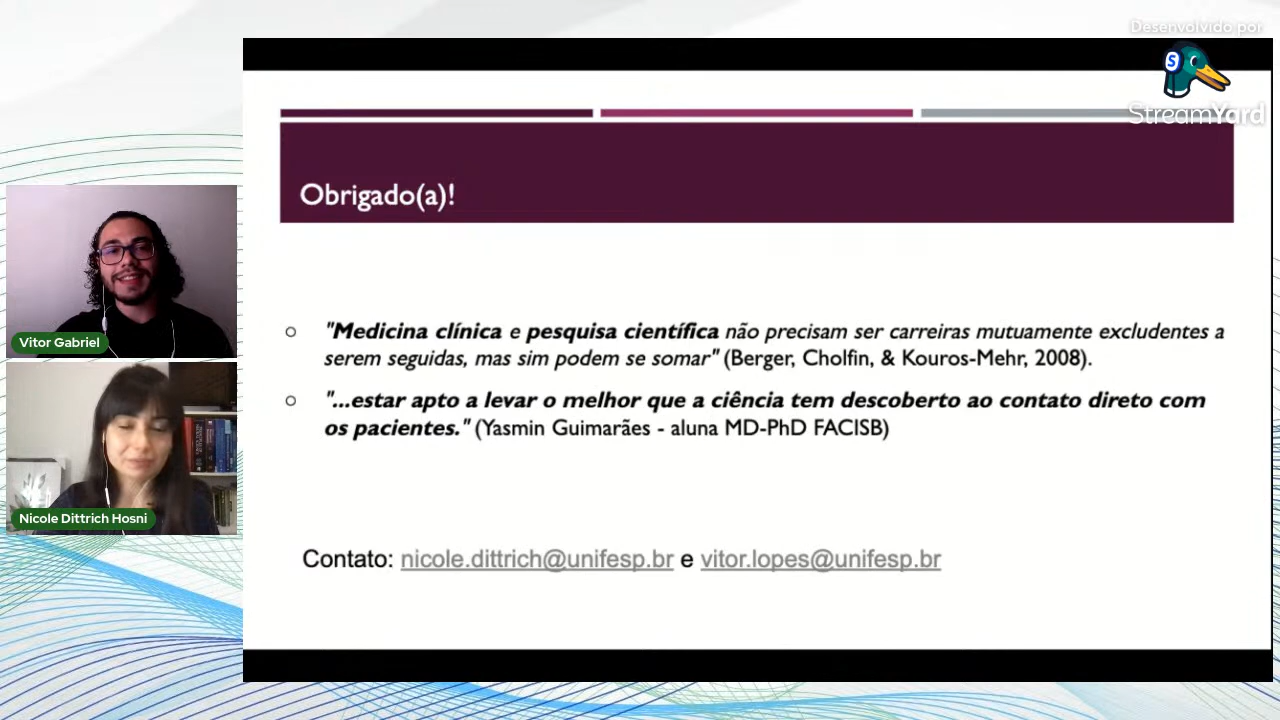 Desenvolvido por
S
StreamYard
Obrigado(a)!
"Medicina clínica e pesquisa científica não precisam ser carreiras mutuamente excludentes a
serem seguidas, mas sim podem se somar" (Berger, Cholfin, & Kouros-Mehr, 2008).
"...estar apto a levar o melhor que a ciência tem descoberto ao contato direto com
os pacientes." (Yasmin Guimarães - aluna MD-PhD FACISB)
Contato: nicole.dittrich@unifesp.br e vitor.lopes@unifesp.br
Vitor Gabriel
Nicole Dittrich Hosni